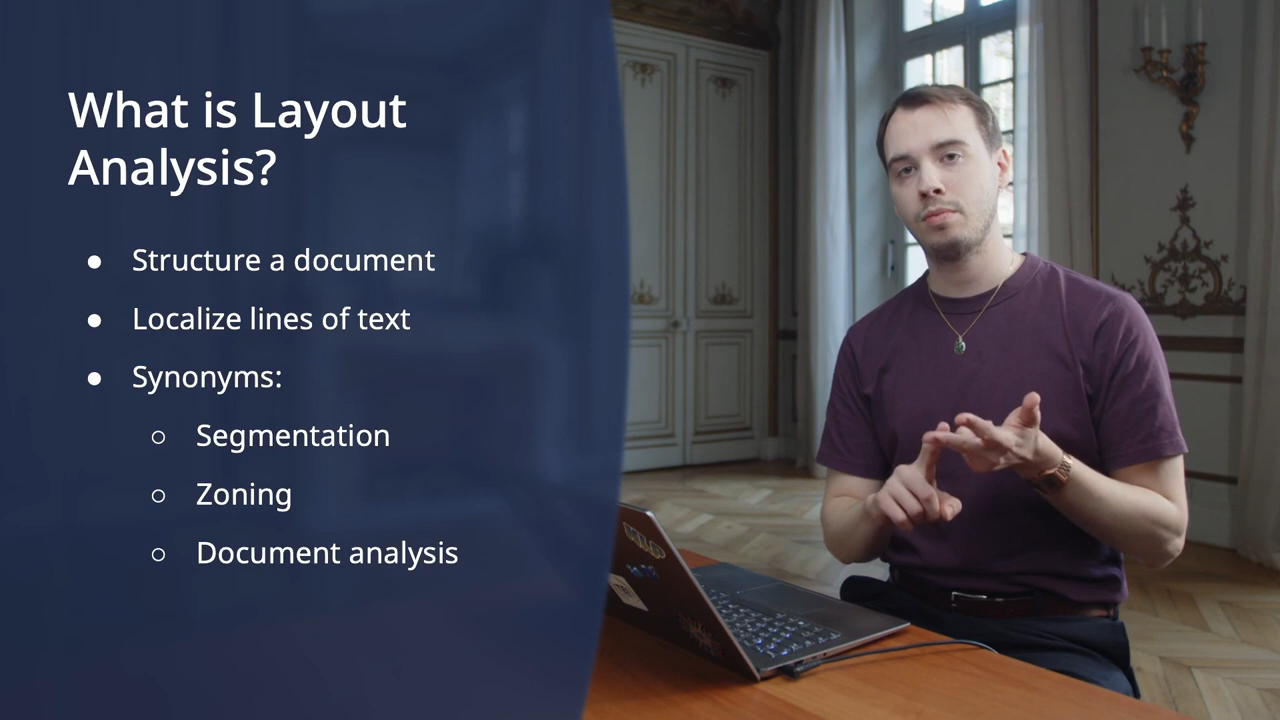 What is Layout
Analysis?
● Structure a document
● Localize lines of text
● Synonyms:
○ Segmentation
○ Zoning
○ Document analysis